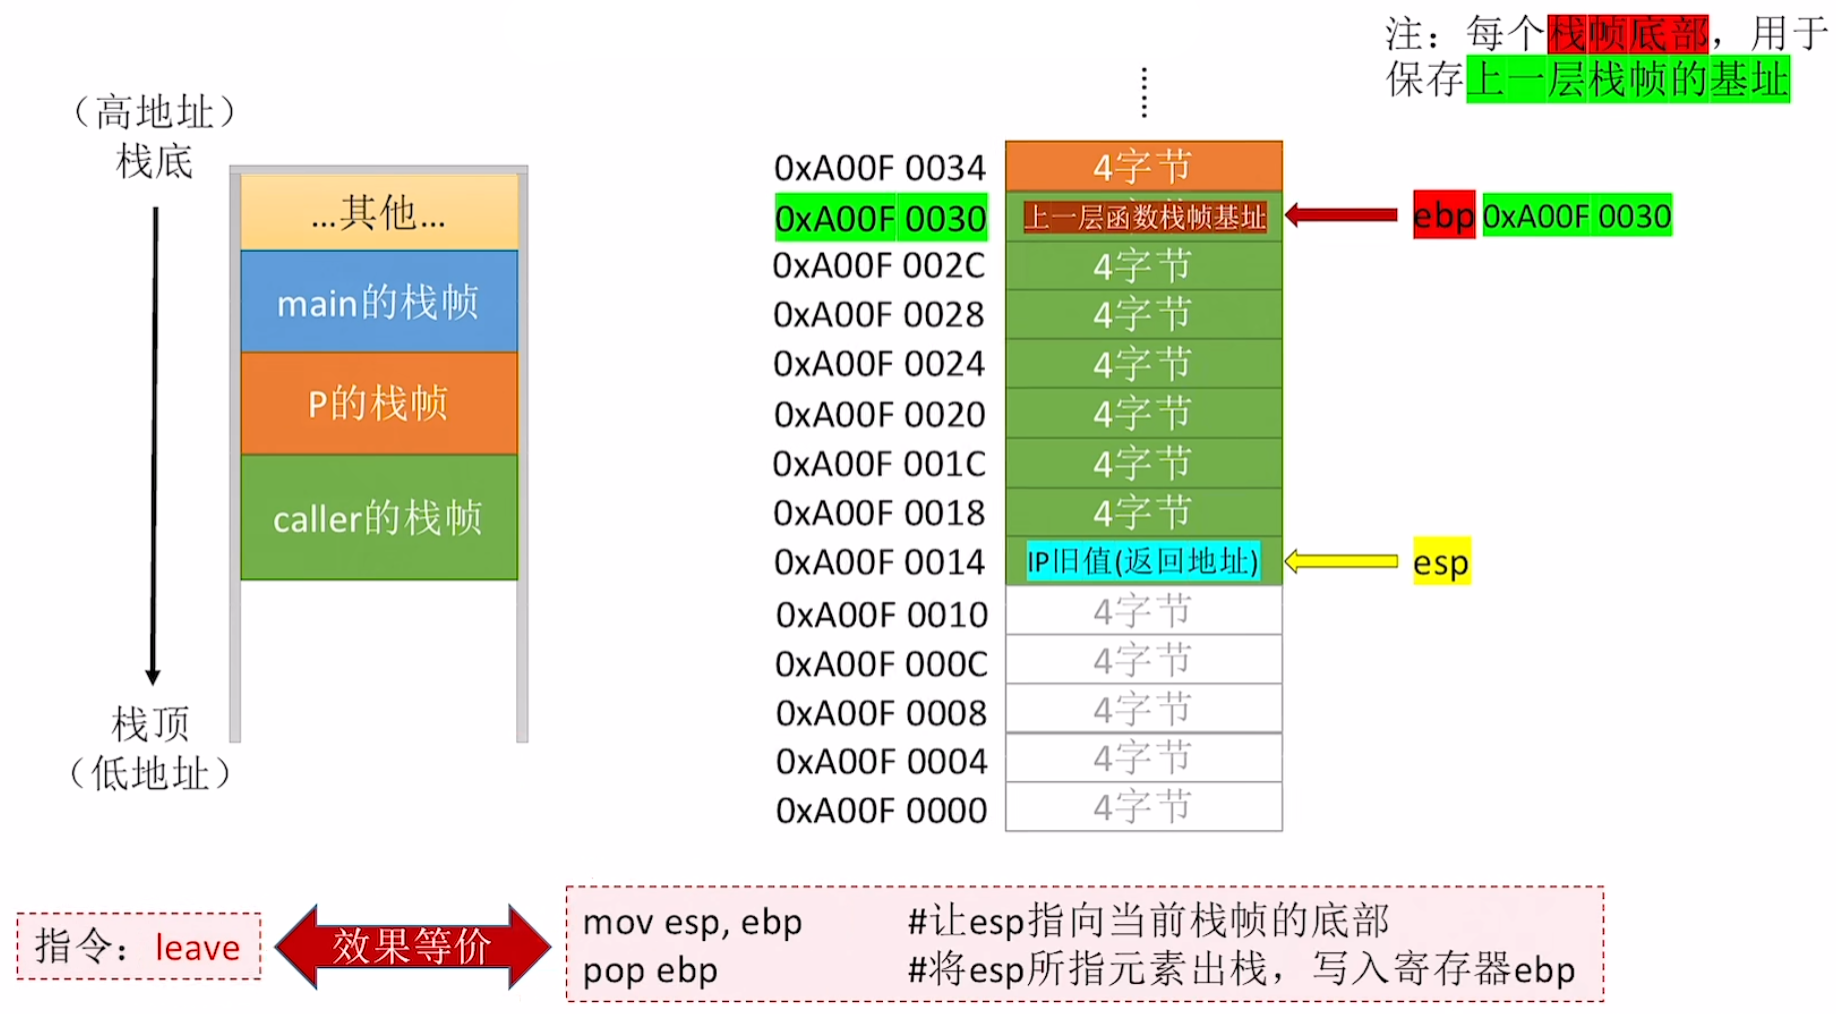 注：每个栈帧底部，用于
保存上一层栈帧的基址
（高地址）
栈底
…其他…
main的栈帧
P的栈帧
caller的栈帧
栈顶
（低地址）
0xA00F 0034 4字节
0xA00F 0030 上一层函数栈帧基址 ebp 0xA00F 0030
0xA00F 002C 4字节
0xA00F 0028 4字节
0xA00F 0024 4字节
0xA00F 0020 4字节
0xA00F 001C 4字节
0xA00F 0018 4字节
0xA00F 0014 IP旧值(返回地址) esp
0xA00F 0010 4字节
0xA00F 000C 4字节
0xA00F 0008 4字节
0xA00F 0004 4字节
0xA00F 0000 4字节
指令：leave
效果等价
mov esp, ebp #让esp指向当前栈帧的底部
pop ebp #将esp所指元素出栈，写入寄存器ebp